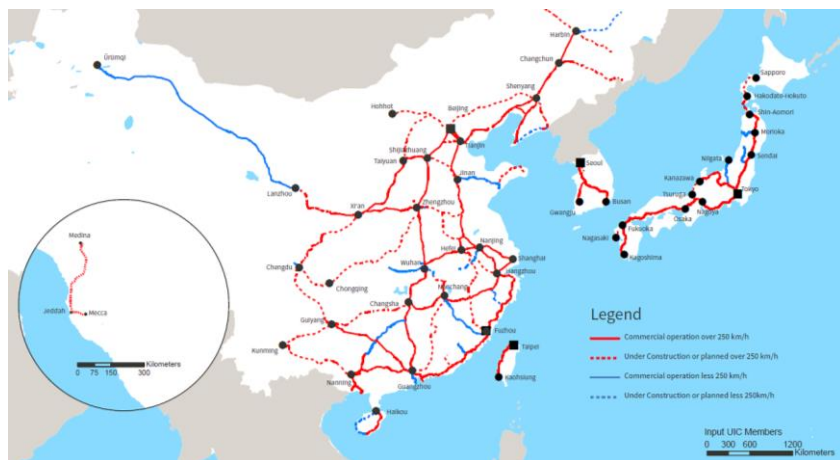 Ürümqi
Harbin
Changchun
Shenyang
Hohhot
Beijing
Tianjin
Shijiazhuang
Taiyuan
Jinan
Lanzhou
Xi'an
Zhengzhou
Hefei
Nanjing
Shanghai
Wuhan
Chengdu
Chongqing
Nanchang
Changsha
Guiyang
Fuzhou
Kunming
Nanning
Guangzhou
Haikou
Taipei
Kaohsiung
Seoul
Gwangju
Busan
Sapporo
Hakodate-Hokuto
Shin-Aomori
Morioka
Sendai
Niigata
Kanazawa
Tsuruga
Tokyo
Nagoya
Osaka
Fukuoka
Nagasaki
Kagoshima
Medina
Jeddah
Mecca
Kilometers
0 75 150 300
Legend
Commercial operation over 250 km/h
Under Construction or planned over 250 km/h
Commercial operation less 250 km/h
Under Construction or planned less 250km/h
Input UIC Members
0 300 600 1200
Kilometers